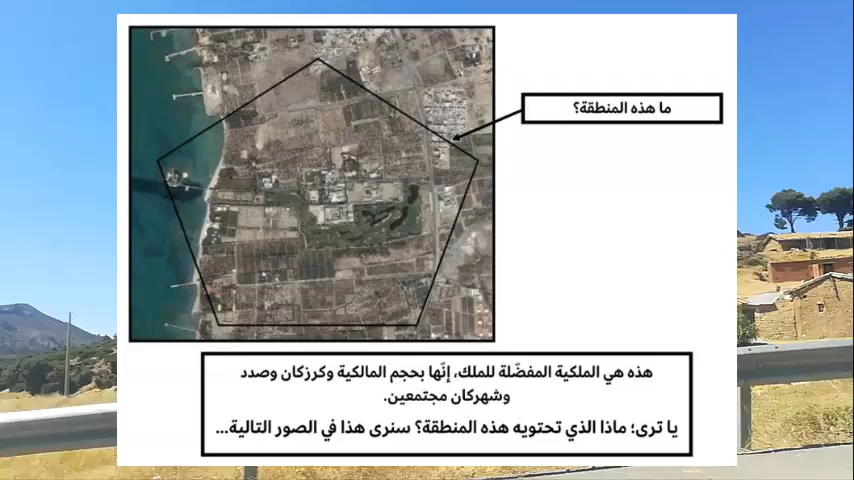 ما هذه المنطقة؟
هذه هي الملكية المفضّلة للملك، إنّها بحجم المالكية وكرزكان وصدد
وشهركان مجتمعين.
يا ترى؛ ماذا الذي تحتويه هذه المنطقة؟ سنرى هذا في الصور التالية...